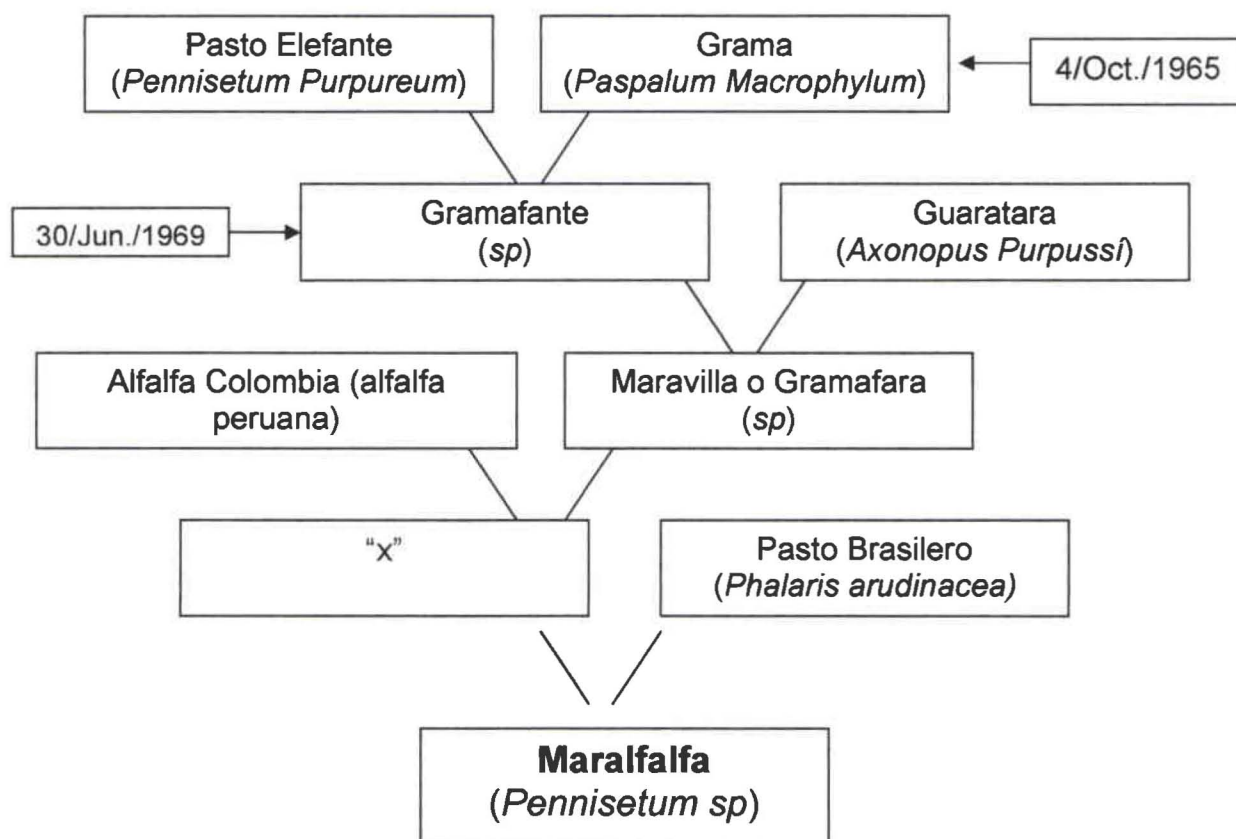 Pasto Elefante
(Pennisetum Purpureum)
Grama
(Paspalum Macrophylum)
4/Oct./1965
30/Jun./1969
Gramafante
(sp)
Guaratara
(Axonopus Purpussí)
Alfalfa Colombia (alfalfa
peruana)
Maravilla o Gramafara
(sp)
“x”
Pasto Brasilero
(Phalaris arudinacea)
Maralfalfa
(Pennisetum sp)